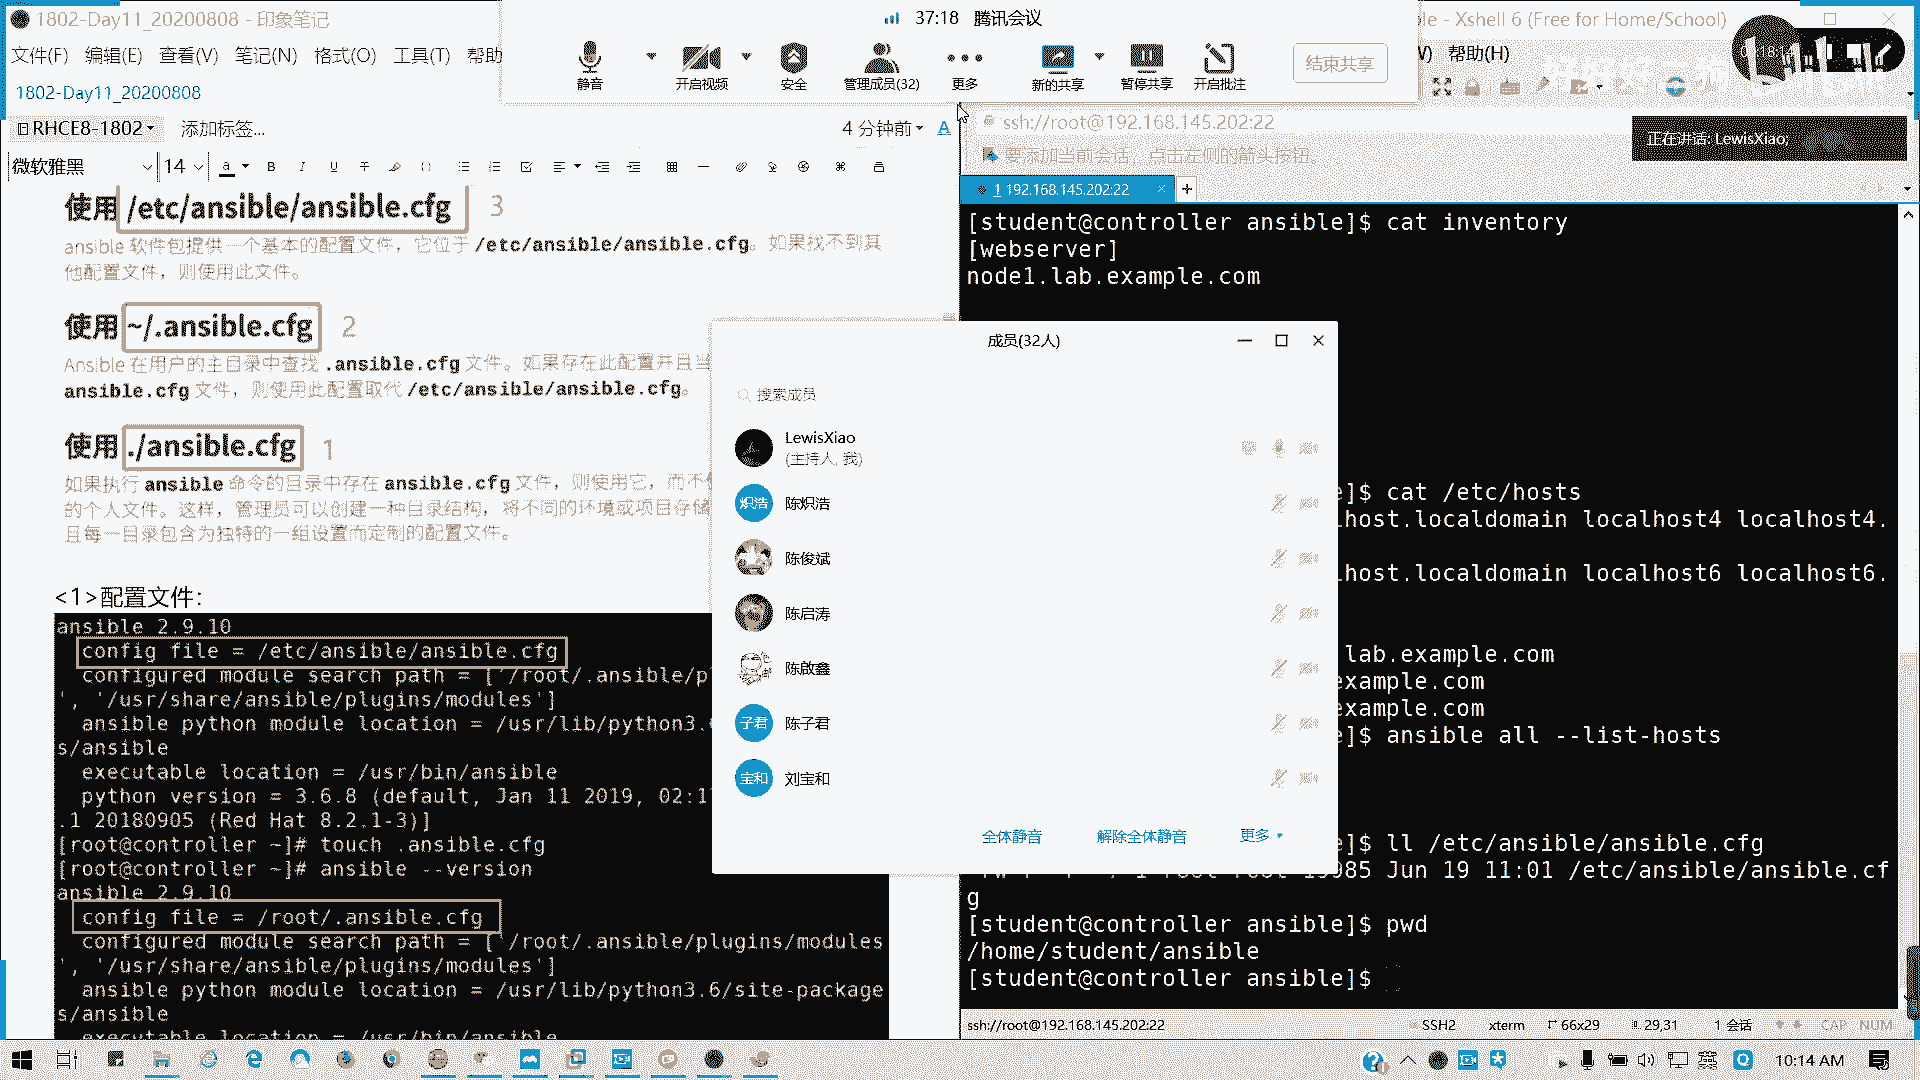 1802-Day11_20200808 - 印象笔记
文件(F) 编辑(E) 查看(V) 笔记(N) 格式(O) 工具(T) 帮助
1802-Day11_20200808
RHCE8-1802
添加标签...
4 分钟前
微软雅黑 14
使用 /etc/ansible/ansible.cfg 3
ansible 软件包提供一个基本的配置文件，它位于 /etc/ansible/ansible.cfg。如果找不到其
他配置文件，则使用此文件。
使用 ~/.ansible.cfg 2
Ansible 在用户的主目录中查找 .ansible.cfg 文件。如果存在此配置并且当
ansible.cfg 文件，则使用此配置取代 /etc/ansible/ansible.cfg。
使用 ./ansible.cfg 1
如果执行 ansible 命令的目录中存在 ansible.cfg 文件，则使用它，而不
的个人文件。这样，管理员可以创建一种目录结构，将不同的环境或项目存储
且每一目录包含为独特的一组设置而定制的配置文件。
<1>配置文件:
ansible 2.9.10
config file = /etc/ansible/ansible.cfg
configured module search path = ['/root/.ansible/pl
', '/usr/share/ansible/plugins/modules']
ansible python module location = /usr/lib/python3.6
s/ansible
executable location = /usr/bin/ansible
python version = 3.6.8 (default, Jan 11 2019, 02:1
.1 20180905 (Red Hat 8.2.1-3)]
[root@controller ~]# touch .ansible.cfg
[root@controller ~]# ansible --version
ansible 2.9.10
config file = /root/.ansible.cfg
configured module search path = ['/root/.ansible/plugins/modules
', '/usr/share/ansible/plugins/modules']
ansible python module location = /usr/lib/python3.6/site-package
s/ansible
executable location = /usr/bin/ansible
37:18 腾讯会议
静音
开启视频
安全
管理成员(32)
更多
新的共享
暂停共享
开启批注
结束共享
成员(32人)
搜索成员
LewisXiao
(主持人, 我)
炽浩 陈炽浩
陈俊斌
陈启涛
陈啟鑫
子君 陈子君
宝和 刘宝和
全体静音 解除全体静音 更多
- Xshell 6 (Free for Home/School)
帮助(H)
ssh://root@192.168.145.202:22
要添加当前会话，点击左侧的箭头按钮。
正在讲话: LewisXiao;
1 192.168.145.202:22
[student@controller ansible]$ cat inventory
[webserver]
node1.lab.example.com
e]$ cat /etc/hosts
lhost.localdomain localhost4 localhost4.
lhost.localdomain localhost6 localhost6.
lab.example.com
example.com
example.com
e]$ ansible all --list-hosts
e]$ ll /etc/ansible/ansible.cfg
1 root root 19985 Jun 19 11:01 /etc/ansible/ansible.cf
g
[student@controller ansible]$ pwd
/home/student/ansible
[student@controller ansible]$
ssh://root@192.168.145.202:22
SSH2 xterm 66x29 29,31 1 会话 CAP NUM
英
10:14 AM